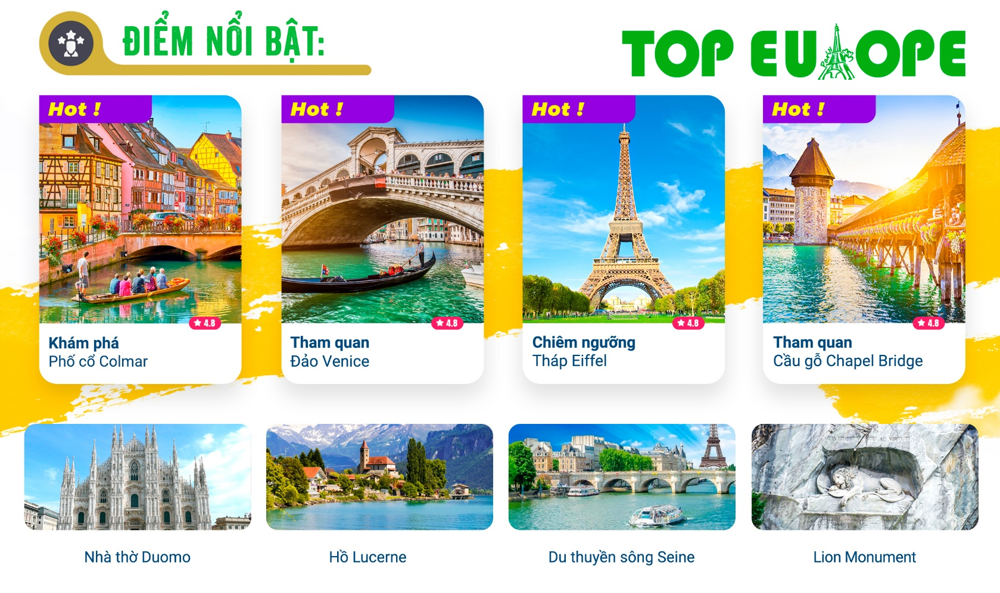 ĐIỂM NỔI BẬT:
TOP EUROPE
Paris
Hot !
Hot !
Hot !
Hot !
4.8
4.8
4.8
4.8
Khám phá
Phố cổ Colmar
Tham quan
Đảo Venice
Chiêm ngưỡng
Tháp Eiffel
Tham quan
Cầu gỗ Chapel Bridge
Nhà thờ Duomo
Hồ Lucerne
Du thuyền sông Seine
Lion Monument